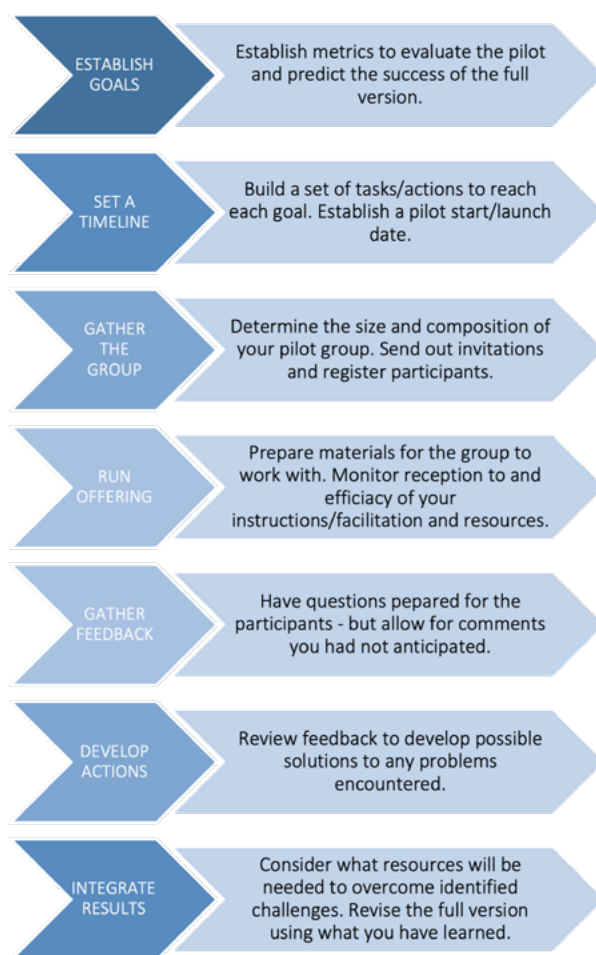 ESTABLISH
GOALS
Establish metrics to evaluate the pilot
and predict the success of the full
version.
SET A
TIMELINE
Build a set of tasks/actions to reach
each goal. Establish a pilot start/launch
date.
GATHER
THE
GROUP
Determine the size and composition of
your pilot group. Send out invitations
and register participants.
RUN
OFFERING
Prepare materials for the group to
work with. Monitor reception to and
efficiacy of your
instructions/facilitation and resources.
GATHER
FEEDBACK
Have questions pepared for the
participants - but allow for comments
you had not anticipated.
DEVELOP
ACTIONS
Review feedback to develop possible
solutions to any problems
encountered.
INTEGRATE
RESULTS
Consider what resources will be
needed to overcome identified
challenges. Revise the full version
using what you have learned.